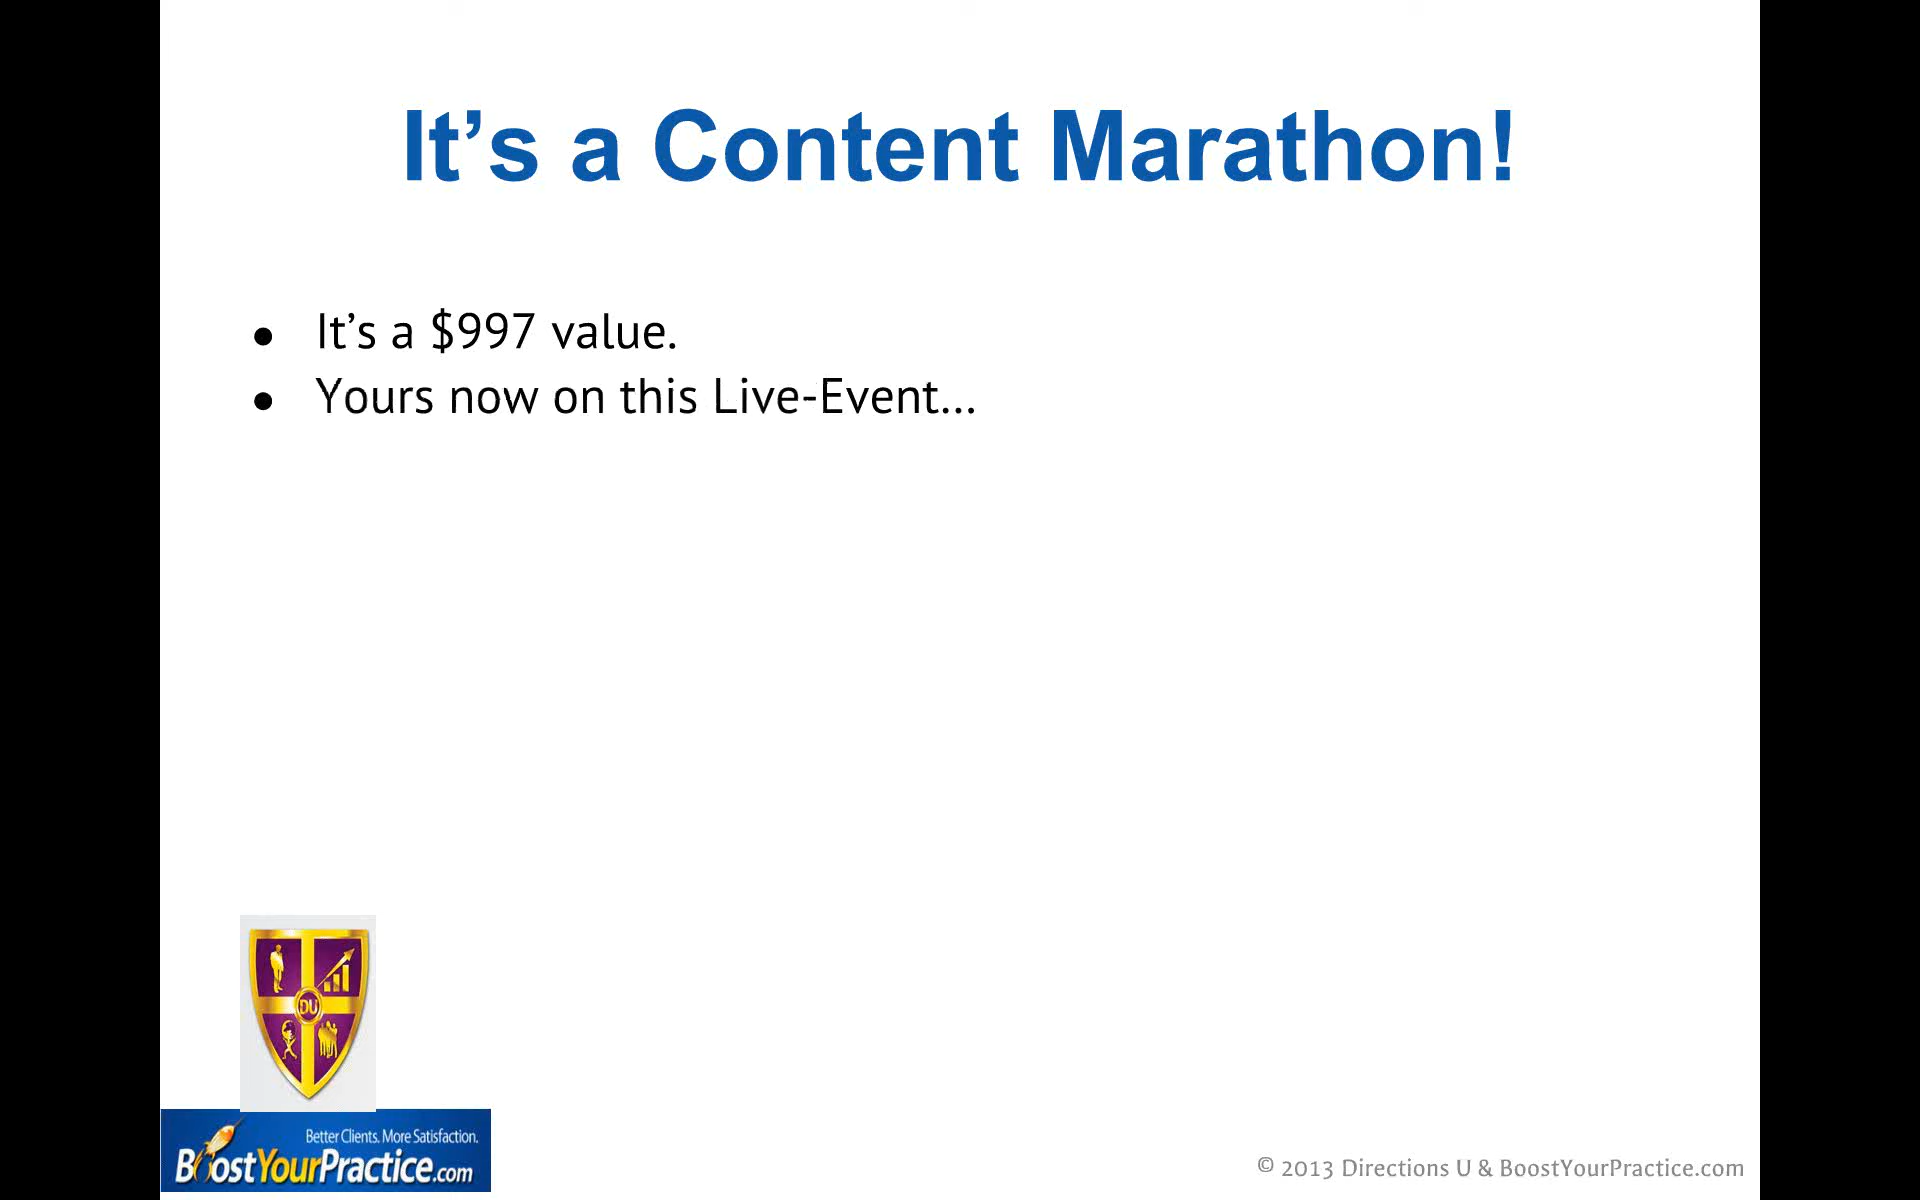 It’s a Content Marathon!
● It’s a $997 value.
● Yours now on this Live-Event...
DU
Better Clients. More Satisfaction.
BoostYourPractice.com
© 2013 Directions U & BoostYourPractice.com